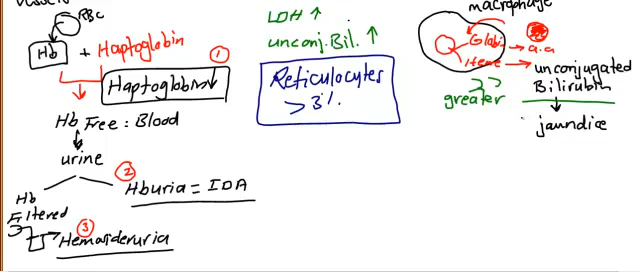 vessels
RBC
Hb + Haptoglobin
①
Haptoglobin↓
Hb Free : Blood
urine
② Hburia = IDA
Hb
Filtered
③
Hemosideruria
LDH ↑
unconj. Bil. ↑
Reticulocytes
> 3%
macrophage
Globin → a.a
Heme → unconjugated
Bilirubin
greater
jaundice